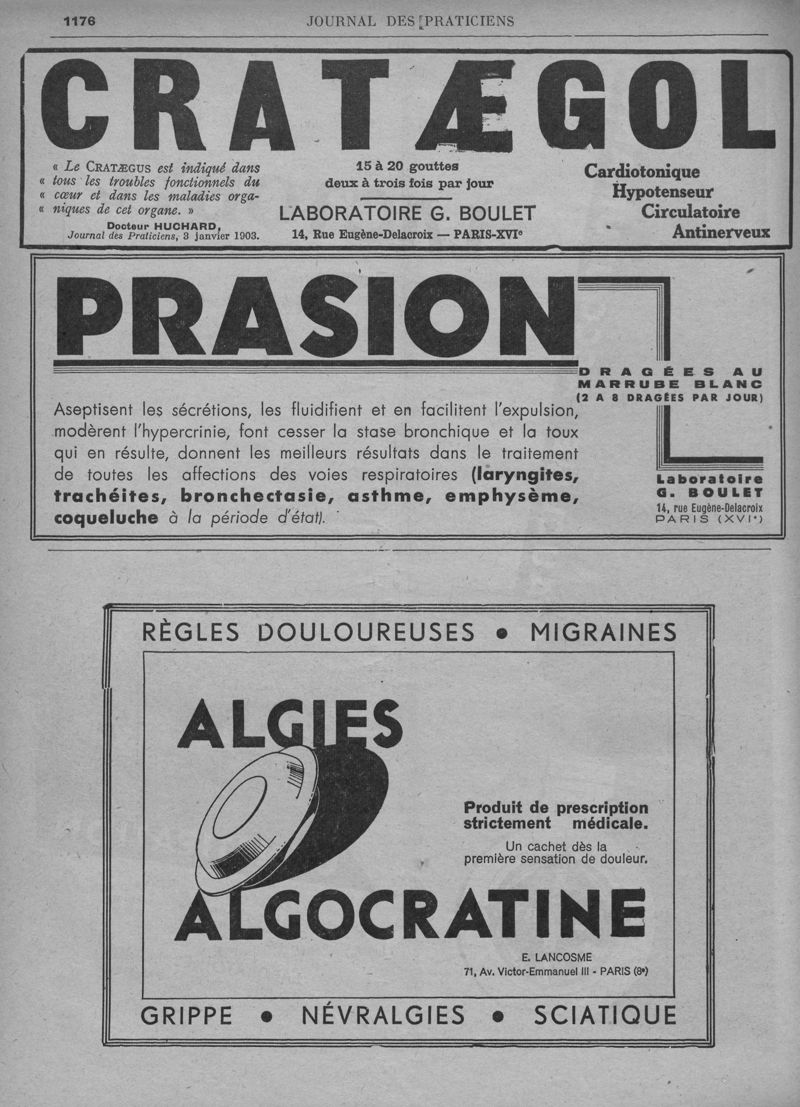 1176
JOURNAL DES PRATICIENS
CRATÆGOL
« Le CRATÆGUS est indiqué dans
« tous les troubles fonctionnels du
« cœur et dans les maladies orga-
« niques de cet organe. »
Docteur HUCHARD,
Journal des Praticiens, 3 janvier 1903.
15 à 20 gouttes
deux à trois fois par jour
LABORATOIRE G. BOULET
14, Rue Eugène-Delacroix — PARIS-XVIe
Cardiotonique
Hypotenseur
Circulatoire
Antinerveux
PRASION
DRAGÉES AU
MARRUBE BLANC
(2 A 8 DRAGÉES PAR JOUR)
Aseptisent les sécrétions, les fluidifient et en facilitent l'expulsion,
modèrent l'hypercrinie, font cesser la stase bronchique et la toux
qui en résulte, donnent les meilleurs résultats dans le traitement
de toutes les affections des voies respiratoires (laryngites,
trachéites, bronchectasie, asthme, emphysème,
coqueluche à la période d'état).
Laboratoire
G. BOULET
14, rue Eugène-Delacroix
PARIS (XVIe)
RÈGLES DOULOUREUSES • MIGRAINES
ALGIES
Produit de prescription
strictement médicale.
Un cachet dès la
première sensation de douleur.
ALGOCRATINE
E. LANCOSME
71, Av. Victor-Emmanuel III - PARIS (8e)
GRIPPE • NÉVRALGIES • SCIATIQUE